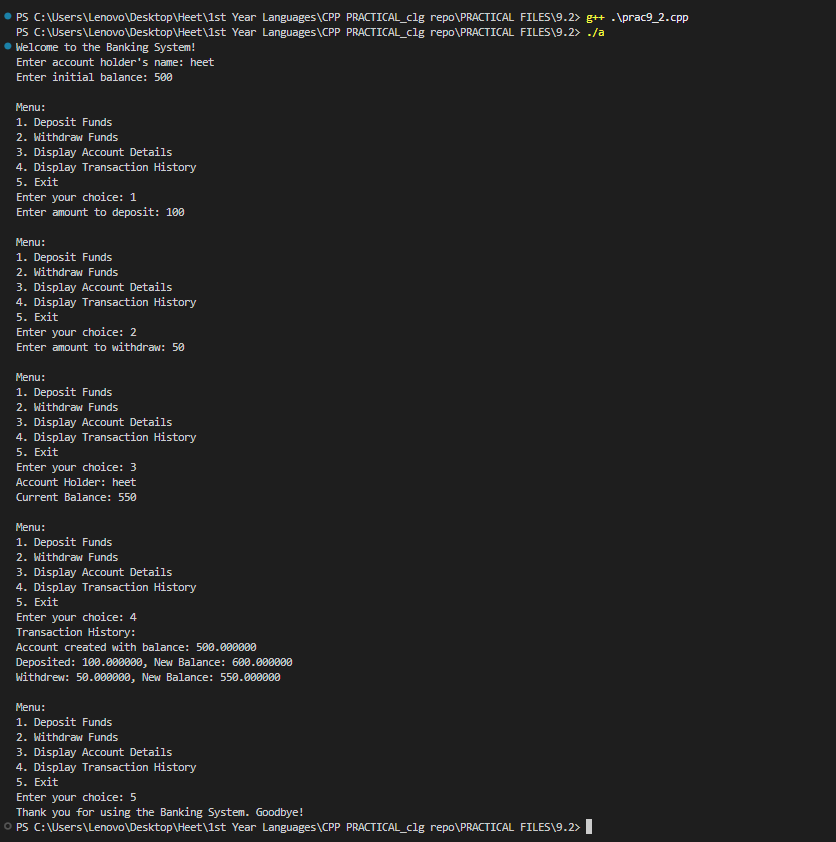 PS C:\Users\Lenovo\Desktop\Heet\1st Year Languages\CPP PRACTICAL_clg repo\PRACTICAL FILES\9.2> g++ .\prac9_2.cpp
PS C:\Users\Lenovo\Desktop\Heet\1st Year Languages\CPP PRACTICAL_clg repo\PRACTICAL FILES\9.2> ./a
Welcome to the Banking System!
Enter account holder's name: heet
Enter initial balance: 500

Menu:
1. Deposit Funds
2. Withdraw Funds
3. Display Account Details
4. Display Transaction History
5. Exit
Enter your choice: 1
Enter amount to deposit: 100

Menu:
1. Deposit Funds
2. Withdraw Funds
3. Display Account Details
4. Display Transaction History
5. Exit
Enter your choice: 2
Enter amount to withdraw: 50

Menu:
1. Deposit Funds
2. Withdraw Funds
3. Display Account Details
4. Display Transaction History
5. Exit
Enter your choice: 3
Account Holder: heet
Current Balance: 550

Menu:
1. Deposit Funds
2. Withdraw Funds
3. Display Account Details
4. Display Transaction History
5. Exit
Enter your choice: 4
Transaction History:
Account created with balance: 500.000000
Deposited: 100.000000, New Balance: 600.000000
Withdrew: 50.000000, New Balance: 550.000000

Menu:
1. Deposit Funds
2. Withdraw Funds
3. Display Account Details
4. Display Transaction History
5. Exit
Enter your choice: 5
Thank you for using the Banking System. Goodbye!
PS C:\Users\Lenovo\Desktop\Heet\1st Year Languages\CPP PRACTICAL_clg repo\PRACTICAL FILES\9.2>